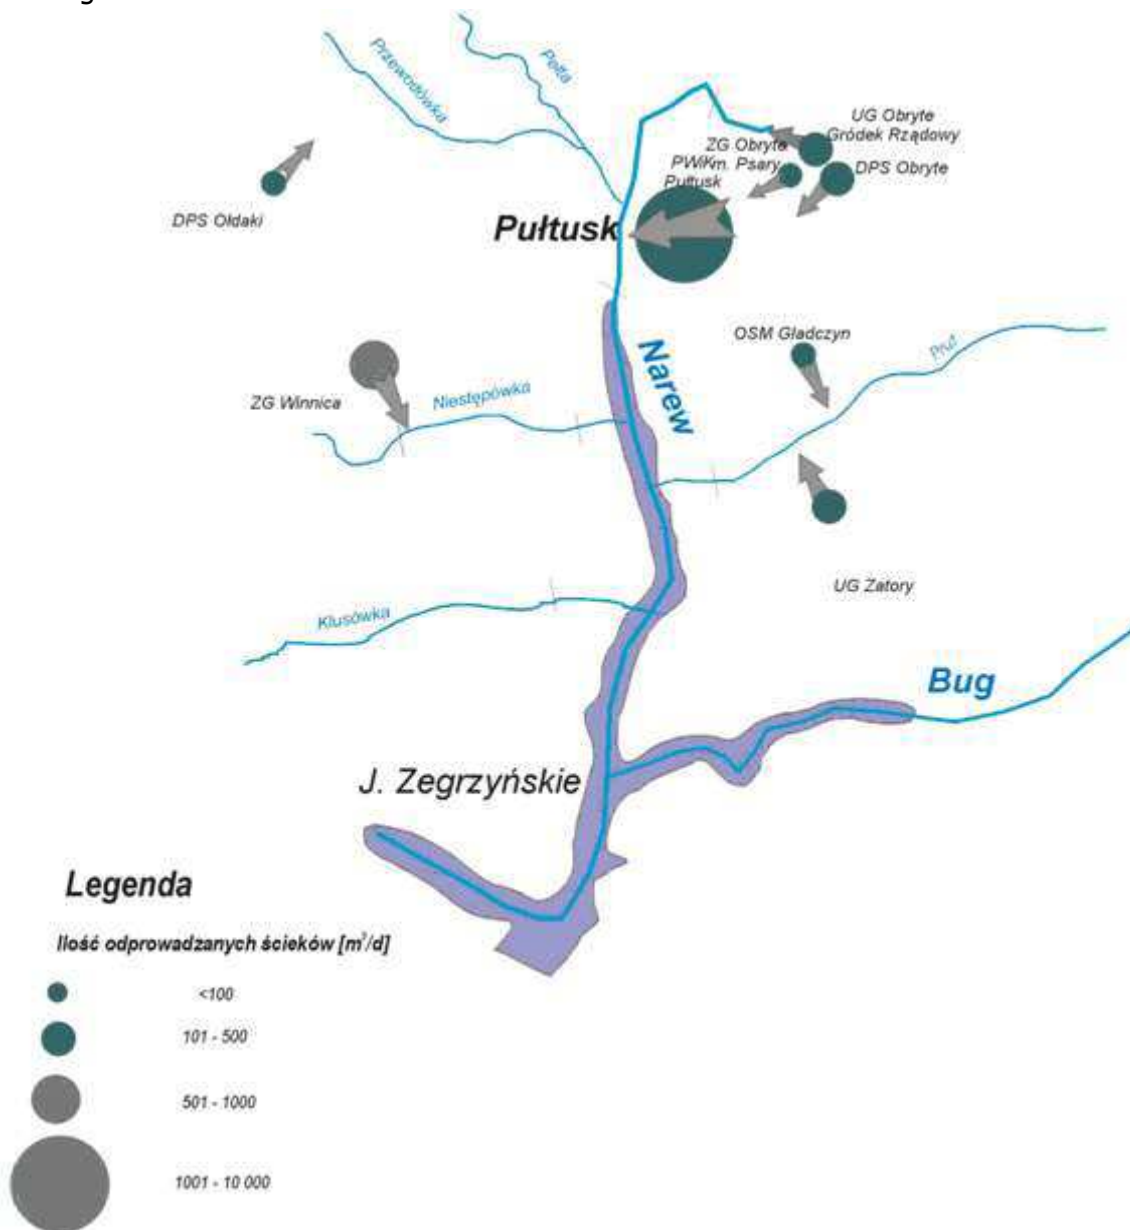 Pełta
Przewodówka
UG Obryte
Gródek Rządowy
ZG Obryte
m. Psary
PWiK
Pułtusk
DPS Obryte
DPS Ołdaki
Pułtusk
OSM Gładczyn
Prut
Narew
ZG Winnica
Niestępówka
UG Zatory
Klusówka
Bug
J. Zegrzyńskie
Legenda
Ilość odprowadzanych ścieków [m³/d]
<100
101 - 500
501 - 1000
1001 - 10 000